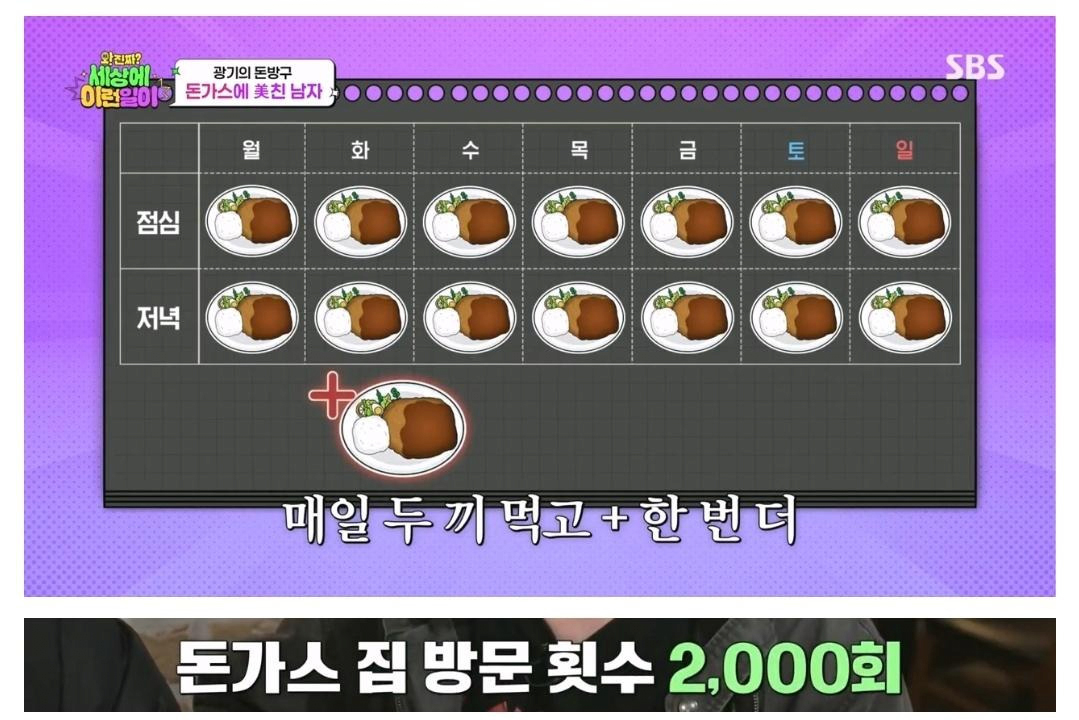 와진짜?
세상에
이런일이
광기의 돈방구
돈가스에 美친 남자
SBS
월 화 수 목 금 토 일
점심
저녁
+
매일 두 끼 먹고 + 한 번 더
돈가스 집 방문 횟수 2,000회